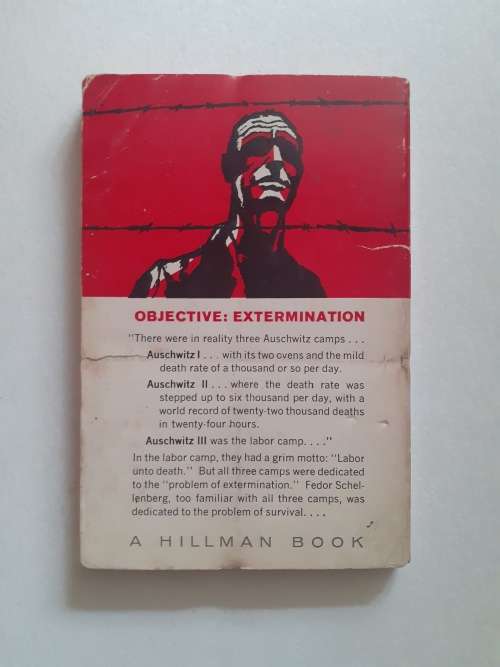 OBJECTIVE: EXTERMINATION
"There were in reality three Auschwitz camps . . .
Auschwitz I . . . with its two ovens and the mild
death rate of a thousand or so per day.
Auschwitz II . . . where the death rate was
stepped up to six thousand per day, with a
world record of twenty-two thousand deaths
in twenty-four hours.
Auschwitz III was the labor camp. . . ."
In the labor camp, they had a grim motto: "Labor
unto death." But all three camps were dedicated
to the "problem of extermination." Fedor Schel-
lenberg, too familiar with all three camps, was
dedicated to the problem of survival. . . .
A HILLMAN BOOK